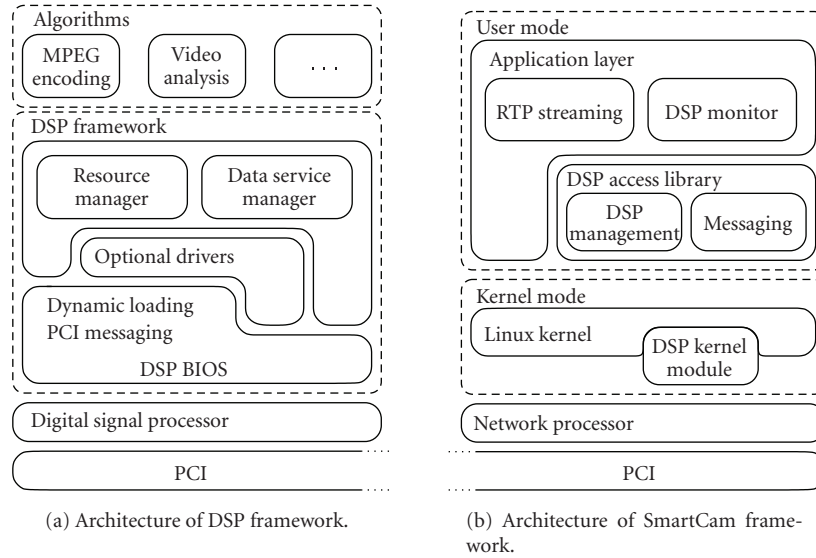 Algorithms
MPEG
encoding
Video
analysis
. . .
DSP framework
Resource
manager
Data service
manager
Optional drivers
Dynamic loading
PCI messaging
DSP BIOS
Digital signal processor
PCI
(a) Architecture of DSP framework.
User mode
Application layer
RTP streaming
DSP monitor
DSP access library
DSP
management
Messaging
Kernel mode
Linux kernel
DSP kernel
module
Network processor
PCI
(b) Architecture of SmartCam frame-
work.